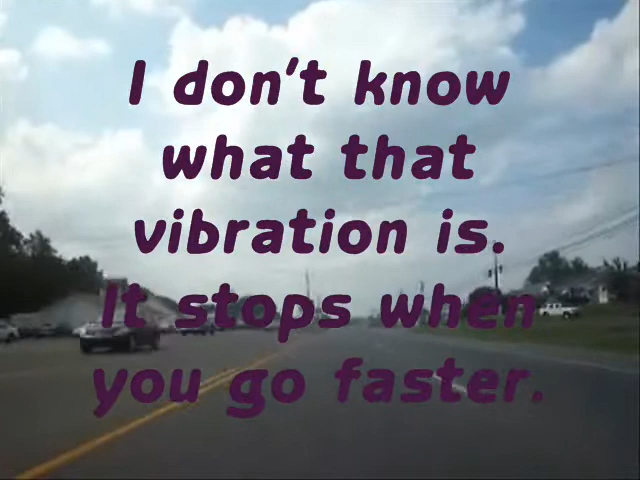 I don't know
what that
vibration is.
It stops when
you go faster.